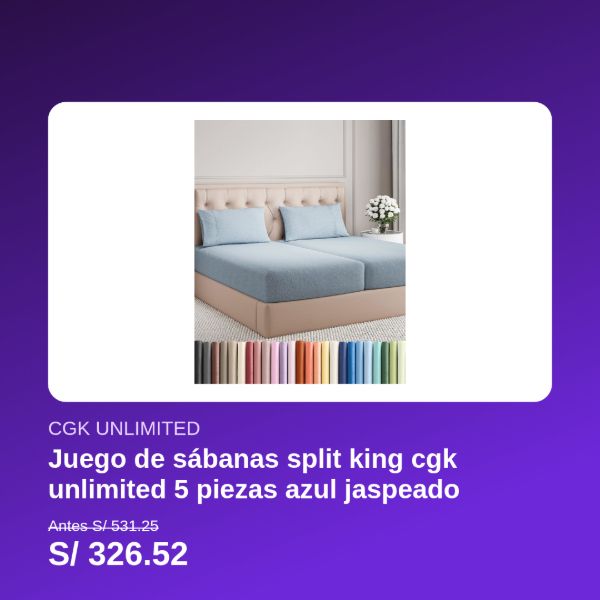 CGK UNLIMITED
Juego de sábanas split king cgk
unlimited 5 piezas azul jaspeado
Antes S/ 531.25
S/ 326.52